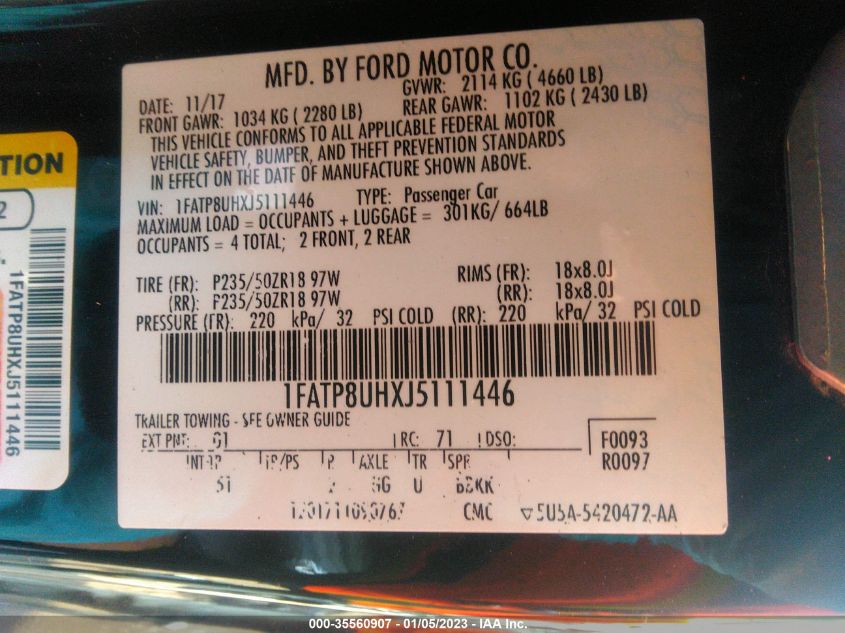 MFD. BY FORD MOTOR CO.
DATE: 11/17 GVWR: 2114 KG ( 4660 LB)
FRONT GAWR: 1034 KG ( 2280 LB) REAR GAWR: 1102 KG ( 2430 LB)
THIS VEHICLE CONFORMS TO ALL APPLICABLE FEDERAL MOTOR
VEHICLE SAFETY, BUMPER, AND THEFT PREVENTION STANDARDS
IN EFFECT ON THE DATE OF MANUFACTURE SHOWN ABOVE.
VIN: 1FATP8UHXJ5111446 TYPE: Passenger Car
MAXIMUM LOAD = OCCUPANTS + LUGGAGE = 301KG/ 664LB
OCCUPANTS = 4 TOTAL; 2 FRONT, 2 REAR
TIRE (FR): P235/50ZR18 97W RIMS (FR): 18x8.0J
(RR): P235/50ZR18 97W (RR): 18x8.0J
PRESSURE (FR): 220 kPa/ 32 PSI COLD (RR): 220 kPa/ 32 PSI COLD
1FATP8UHXJ5111446
TRAILER TOWING - SEE OWNER GUIDE
EXT PNT: G1 RC: 71 DSO: F0093
R0097
AXLE TR SPR
U
CMC 5U5A-5420472-AA
TION
2
1FATP8UHXJ5111446
000-35560907 - 01/05/2023 - IAA Inc.